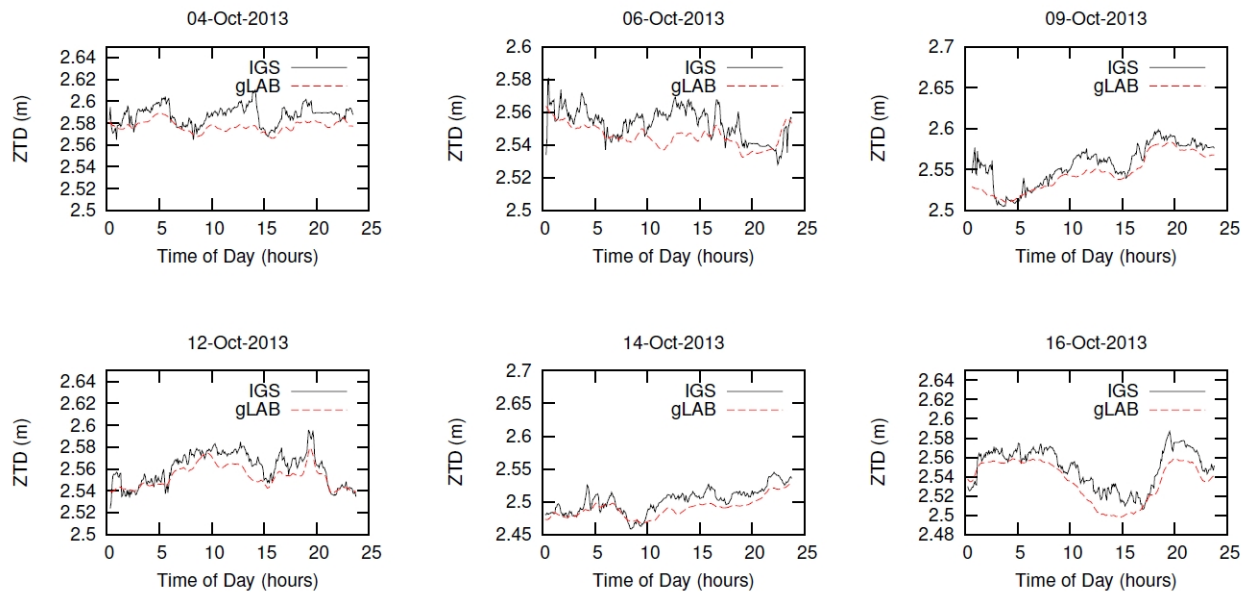 04-Oct-2013
ZTD (m)
2.64
2.62
2.6
2.58
2.56
2.54
2.52
2.5
IGS
gLAB
0 5 10 15 20 25
Time of Day (hours)
06-Oct-2013
ZTD (m)
2.6
2.58
2.56
2.54
2.52
2.5
IGS
gLAB
0 5 10 15 20 25
Time of Day (hours)
09-Oct-2013
ZTD (m)
2.7
2.65
2.6
2.55
2.5
IGS
gLAB
0 5 10 15 20 25
Time of Day (hours)
12-Oct-2013
ZTD (m)
2.64
2.62
2.6
2.58
2.56
2.54
2.52
2.5
IGS
gLAB
0 5 10 15 20 25
Time of Day (hours)
14-Oct-2013
ZTD (m)
2.7
2.65
2.6
2.55
2.5
2.45
IGS
gLAB
0 5 10 15 20 25
Time of Day (hours)
16-Oct-2013
ZTD (m)
2.64
2.62
2.6
2.58
2.56
2.54
2.52
2.5
2.48
IGS
gLAB
0 5 10 15 20 25
Time of Day (hours)